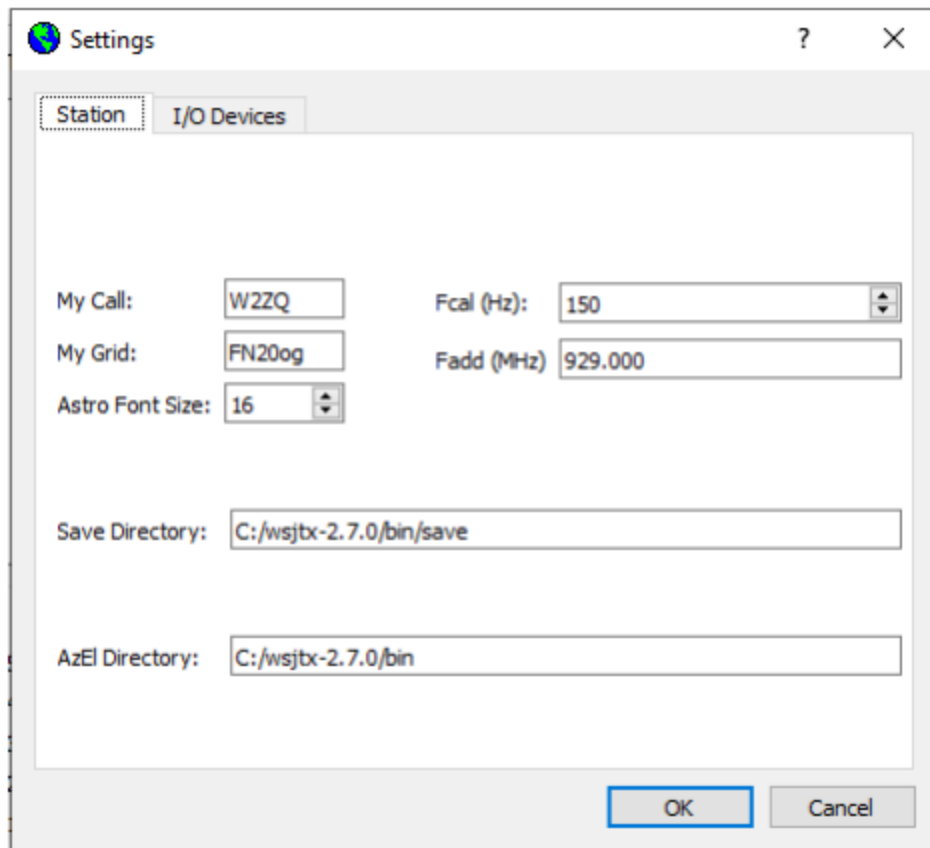 Settings
Station I/O Devices
My Call: W2ZQ Fcal (Hz): 150
My Grid: FN20og Fadd (MHz) 929.000
Astro Font Size: 16
Save Directory: C:/wsjtx-2.7.0/bin/save
AzEl Directory: C:/wsjtx-2.7.0/bin
OK Cancel